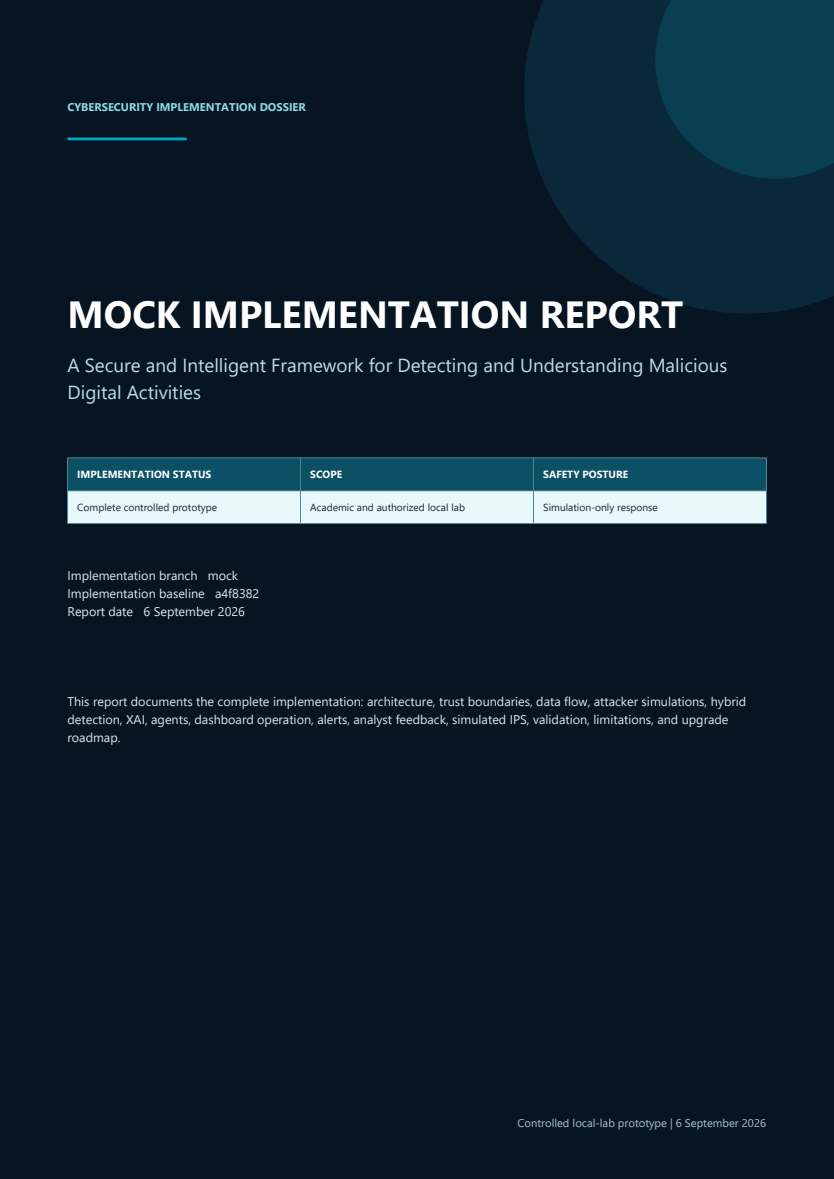 CYBERSECURITY IMPLEMENTATION DOSSIER
MOCK IMPLEMENTATION REPORT
A Secure and Intelligent Framework for Detecting and Understanding Malicious
Digital Activities
IMPLEMENTATION STATUS SCOPE SAFETY POSTURE
Complete controlled prototype Academic and authorized local lab Simulation-only response
Implementation branch mock
Implementation baseline a4f8382
Report date 6 September 2026
This report documents the complete implementation: architecture, trust boundaries, data flow, attacker simulations, hybrid
detection, XAI, agents, dashboard operation, alerts, analyst feedback, simulated IPS, validation, limitations, and upgrade
roadmap.
Controlled local-lab prototype | 6 September 2026